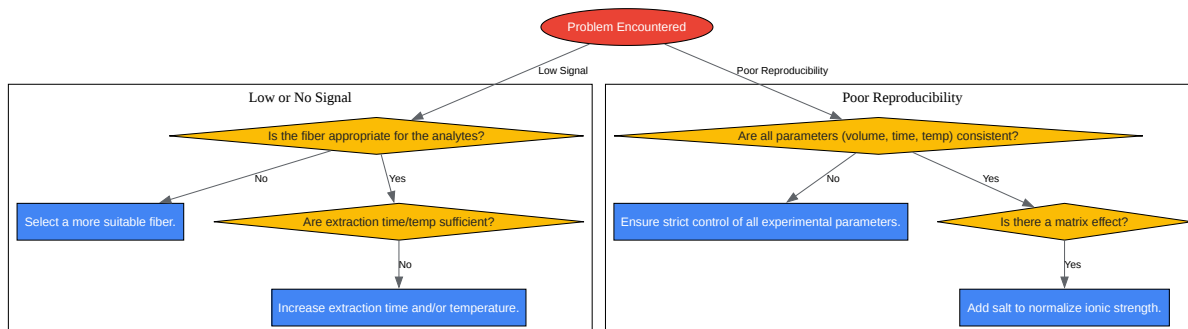 Problem Encountered
Low Signal
Poor Reproducibility
Low or No Signal
Is the fiber appropriate for the analytes?
No
Yes
Select a more suitable fiber.
Are extraction time/temp sufficient?
No
Increase extraction time and/or temperature.
Poor Reproducibility
Are all parameters (volume, time, temp) consistent?
No
Yes
Ensure strict control of all experimental parameters.
Is there a matrix effect?
Yes
Add salt to normalize ionic strength.